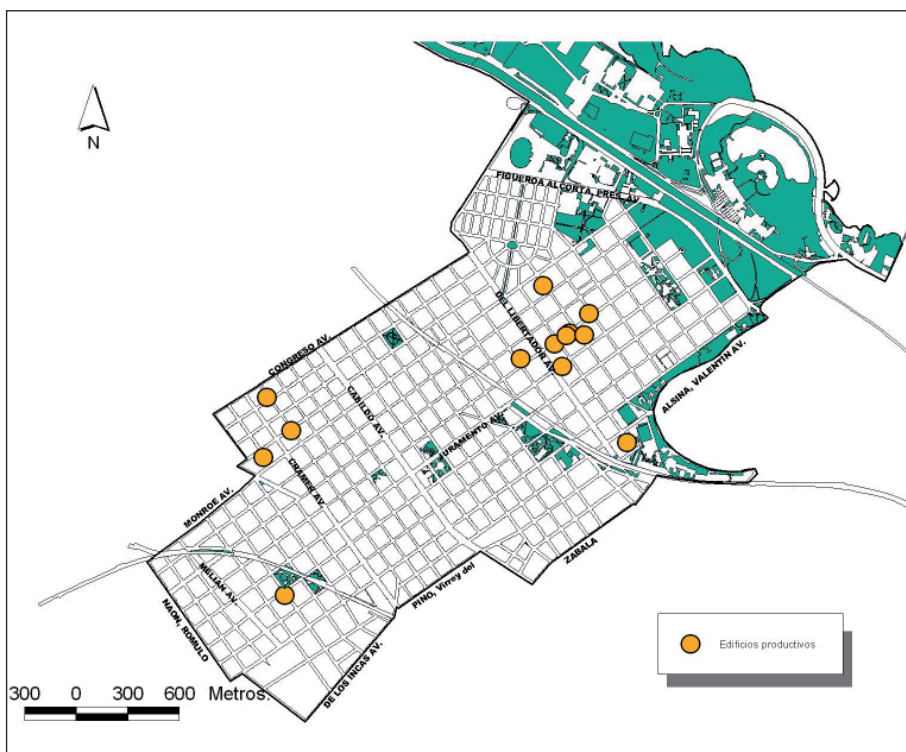 N
FIGUEROA ALCORTA, PRES. AV.
DEL LIBERTADOR AV.
CONGRESO AV.
CABILDO AV.
ALSINA, VALENTIN AV.
JURAMENTO AV.
CRAMER AV.
MONROE AV.
ZABALA
MELIAN AV.
PINO, Virrey del
NAON, ROMULO
DE LOS INCAS AV.
Edificios productivos
300 0 300 600 Metros.